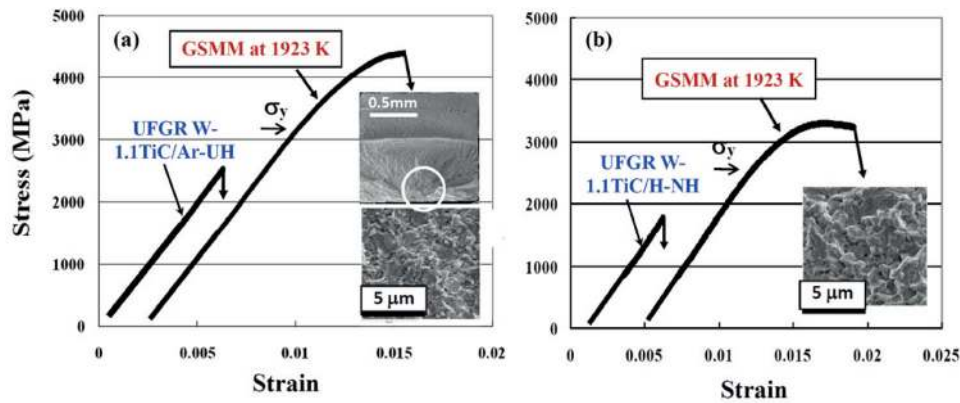 (a)
GSMM at 1923 K
0.5mm
σy
UFGR W-
1.1TiC/Ar-UH
5 μm
Stress (MPa)
5000
4000
3000
2000
1000
0
0
0.005
0.01
0.015
0.02
Strain
(b)
GSMM at 1923 K
σy
UFGR W-
1.1TiC/H-NH
5 μm
5000
4000
3000
2000
1000
0
0
0.005
0.01
0.015
0.02
0.025
Strain